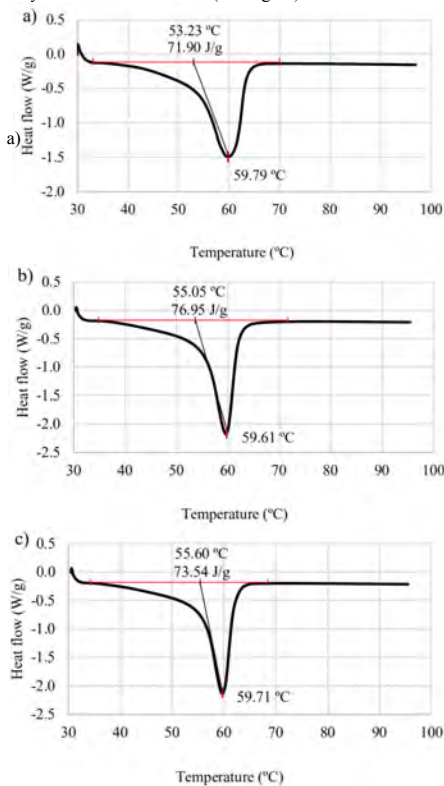 a)
53.23 ºC
71.90 J/g
0.5
0.0
-0.5
-1.0
-1.5
-2.0
Heat flow (W/g)
a)
59.79 ºC
30 40 50 60 70 80 90 100
Temperature (ºC)
b)
55.05 ºC
76.95 J/g
0.5
0.0
-0.5
-1.0
-1.5
-2.0
-2.5
Heat flow (W/g)
59.61 ºC
30 40 50 60 70 80 90 100
Temperature (ºC)
c)
55.60 ºC
73.54 J/g
0.5
0.0
-0.5
-1.0
-1.5
-2.0
-2.5
Heat flow (W/g)
59.71 ºC
30 40 50 60 70 80 90 100
Temperature (ºC)